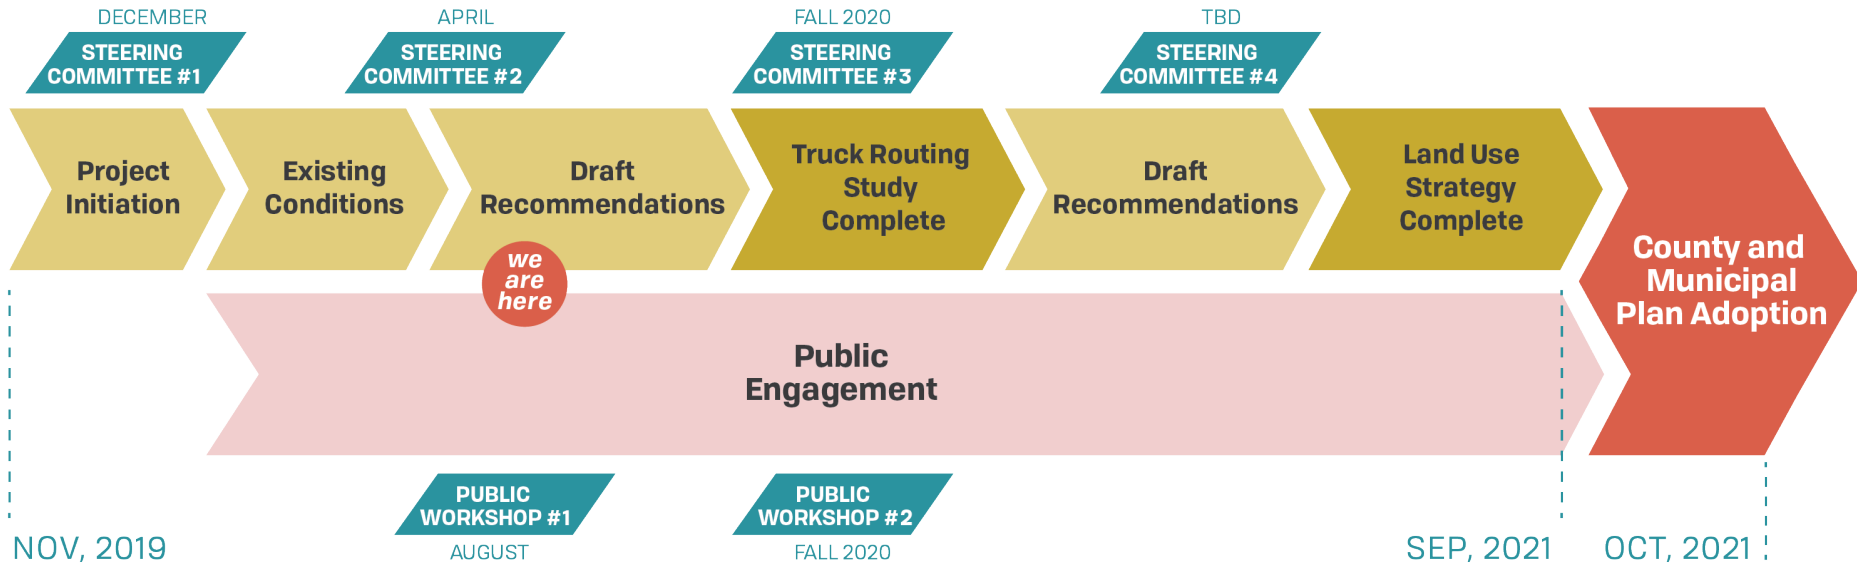 DECEMBER
STEERING
COMMITTEE #1
APRIL
STEERING
COMMITTEE #2
FALL 2020
STEERING
COMMITTEE #3
TBD
STEERING
COMMITTEE #4
Project
Initiation
Existing
Conditions
Draft
Recommendations
Truck Routing
Study
Complete
Draft
Recommendations
Land Use
Strategy
Complete
County and
Municipal
Plan Adoption
we
are
here
Public
Engagement
PUBLIC
WORKSHOP #1
AUGUST
PUBLIC
WORKSHOP #2
FALL 2020
NOV, 2019
SEP, 2021
OCT, 2021